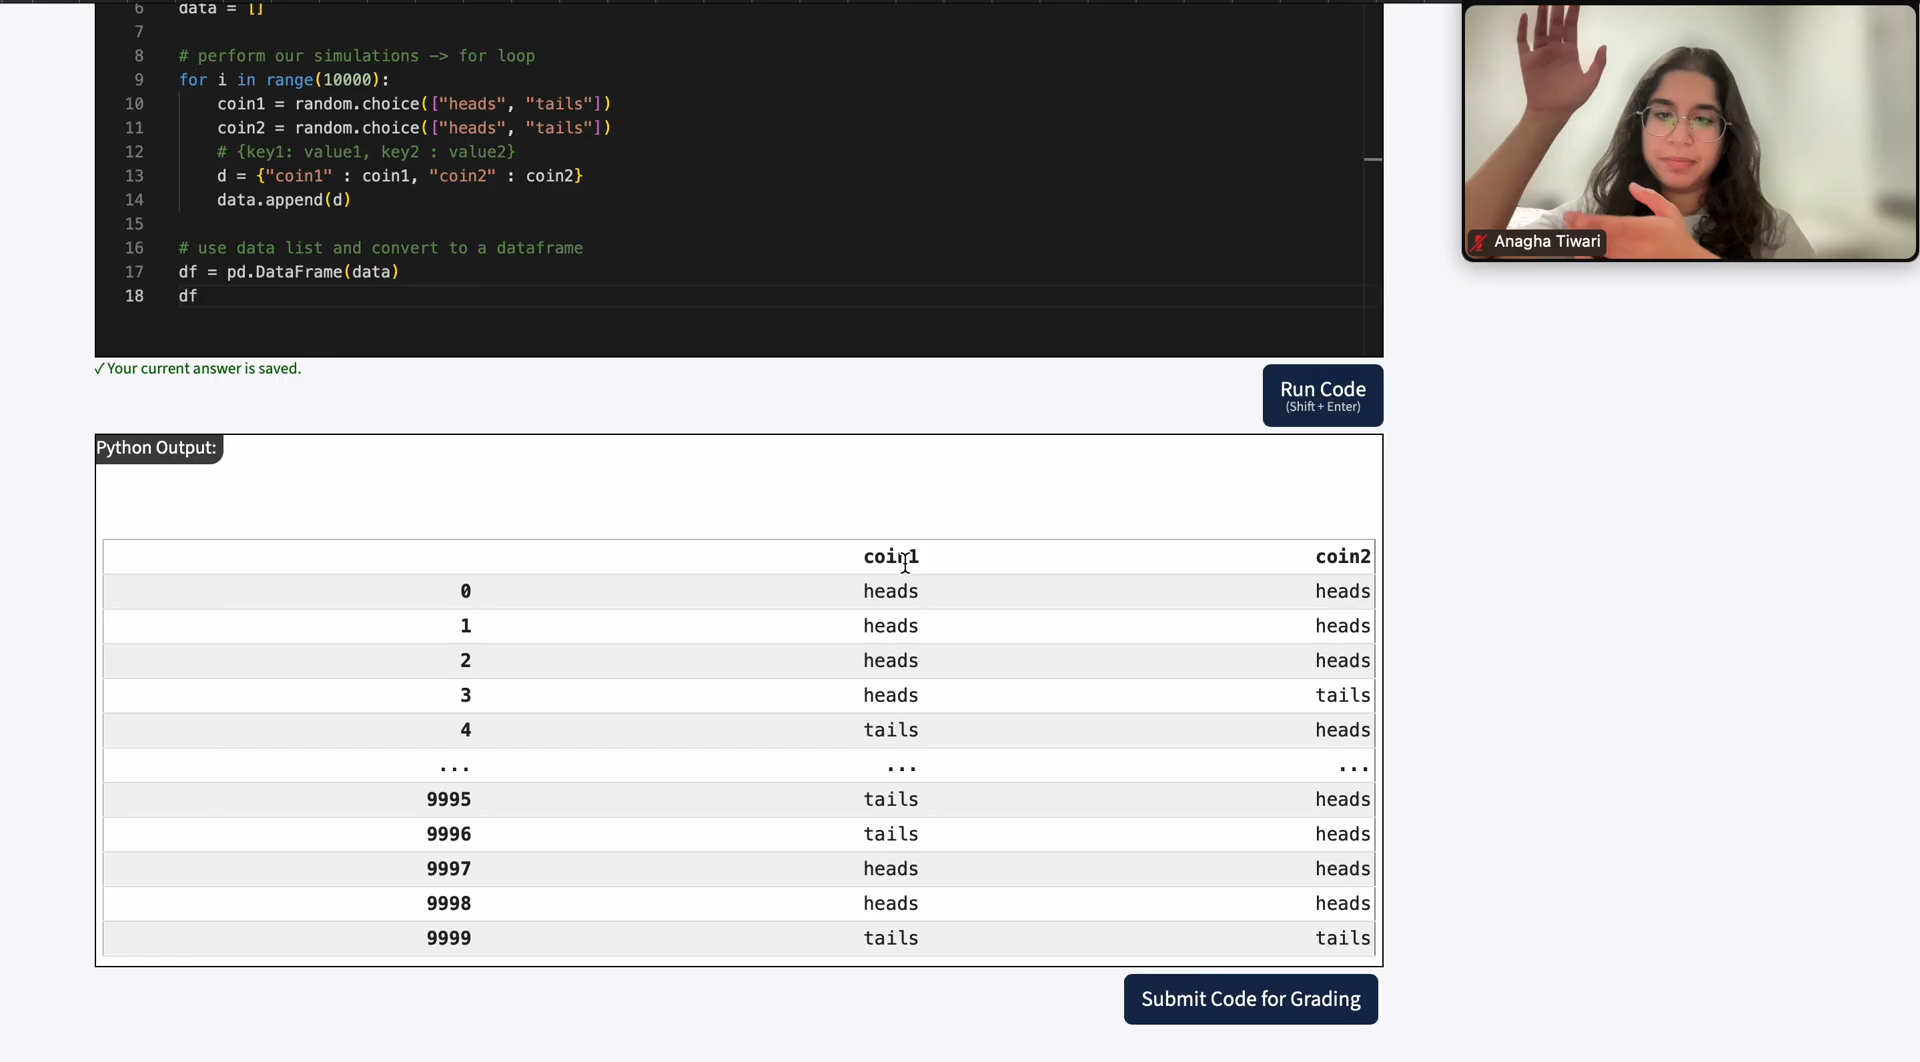 6 data = []
7
8 # perform our simulations -> for loop
9 for i in range(10000):
10 coin1 = random.choice(["heads", "tails"])
11 coin2 = random.choice(["heads", "tails"])
12 # {key1: value1, key2 : value2}
13 d = {"coin1" : coin1, "coin2" : coin2}
14 data.append(d)
15
16 # use data list and convert to a dataframe
17 df = pd.DataFrame(data)
18 df
✓ Your current answer is saved.
Run Code
(Shift + Enter)
Python Output:
coin1 coin2
0 heads heads
1 heads heads
2 heads heads
3 heads tails
4 tails heads
... ... ...
9995 tails heads
9996 tails heads
9997 heads heads
9998 heads heads
9999 tails tails
Submit Code for Grading
Anagha Tiwari